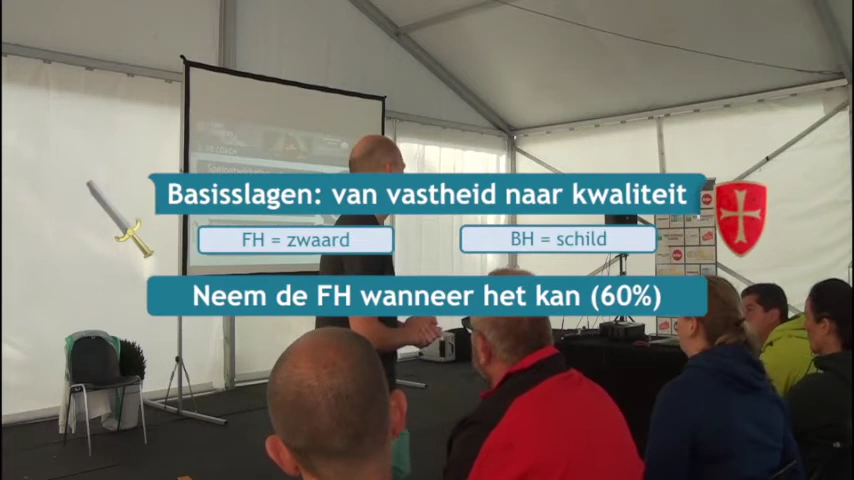 Basisslagen: van vastheid naar kwaliteit
FH = zwaard
BH = schild
Neem de FH wanneer het kan (60%)